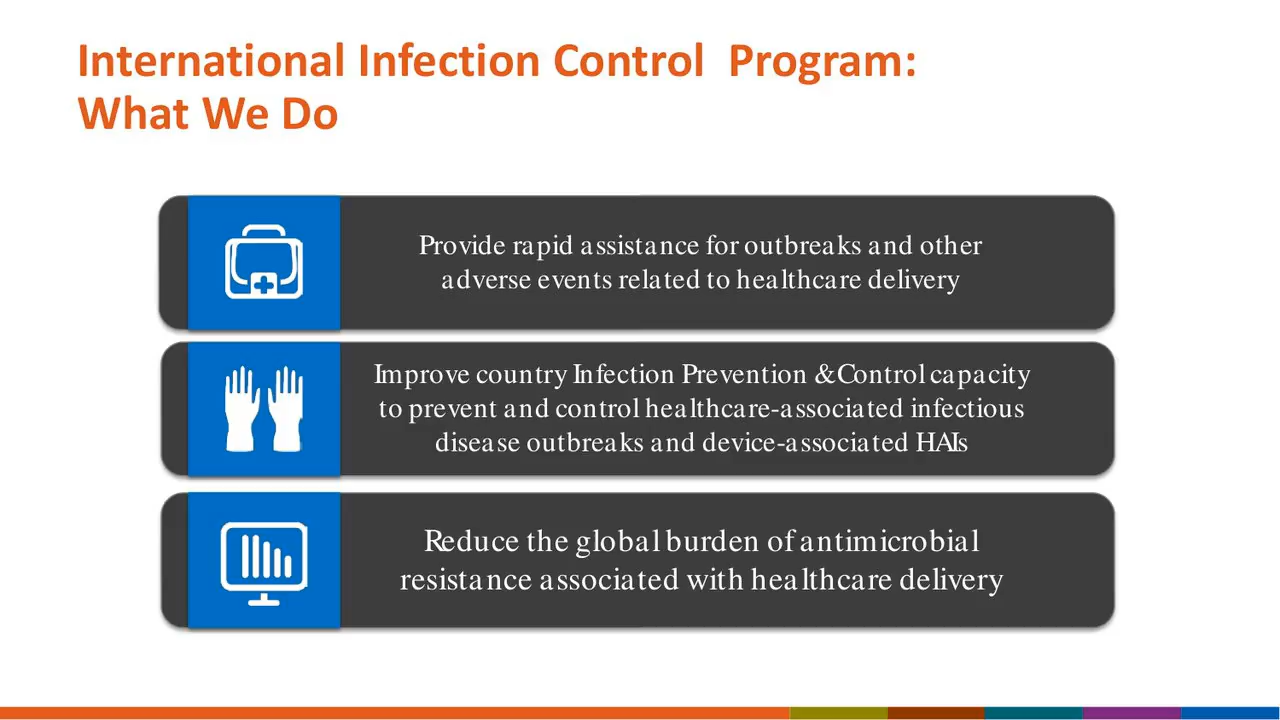 International Infection Control Program:
What We Do
Provide rapid assistance for outbreaks and other
adverse events related to healthcare delivery
Improve country Infection Prevention & Control capacity
to prevent and control healthcare-associated infectious
disease outbreaks and device-associated HAIs
Reduce the global burden of antimicrobial
resistance associated with healthcare delivery